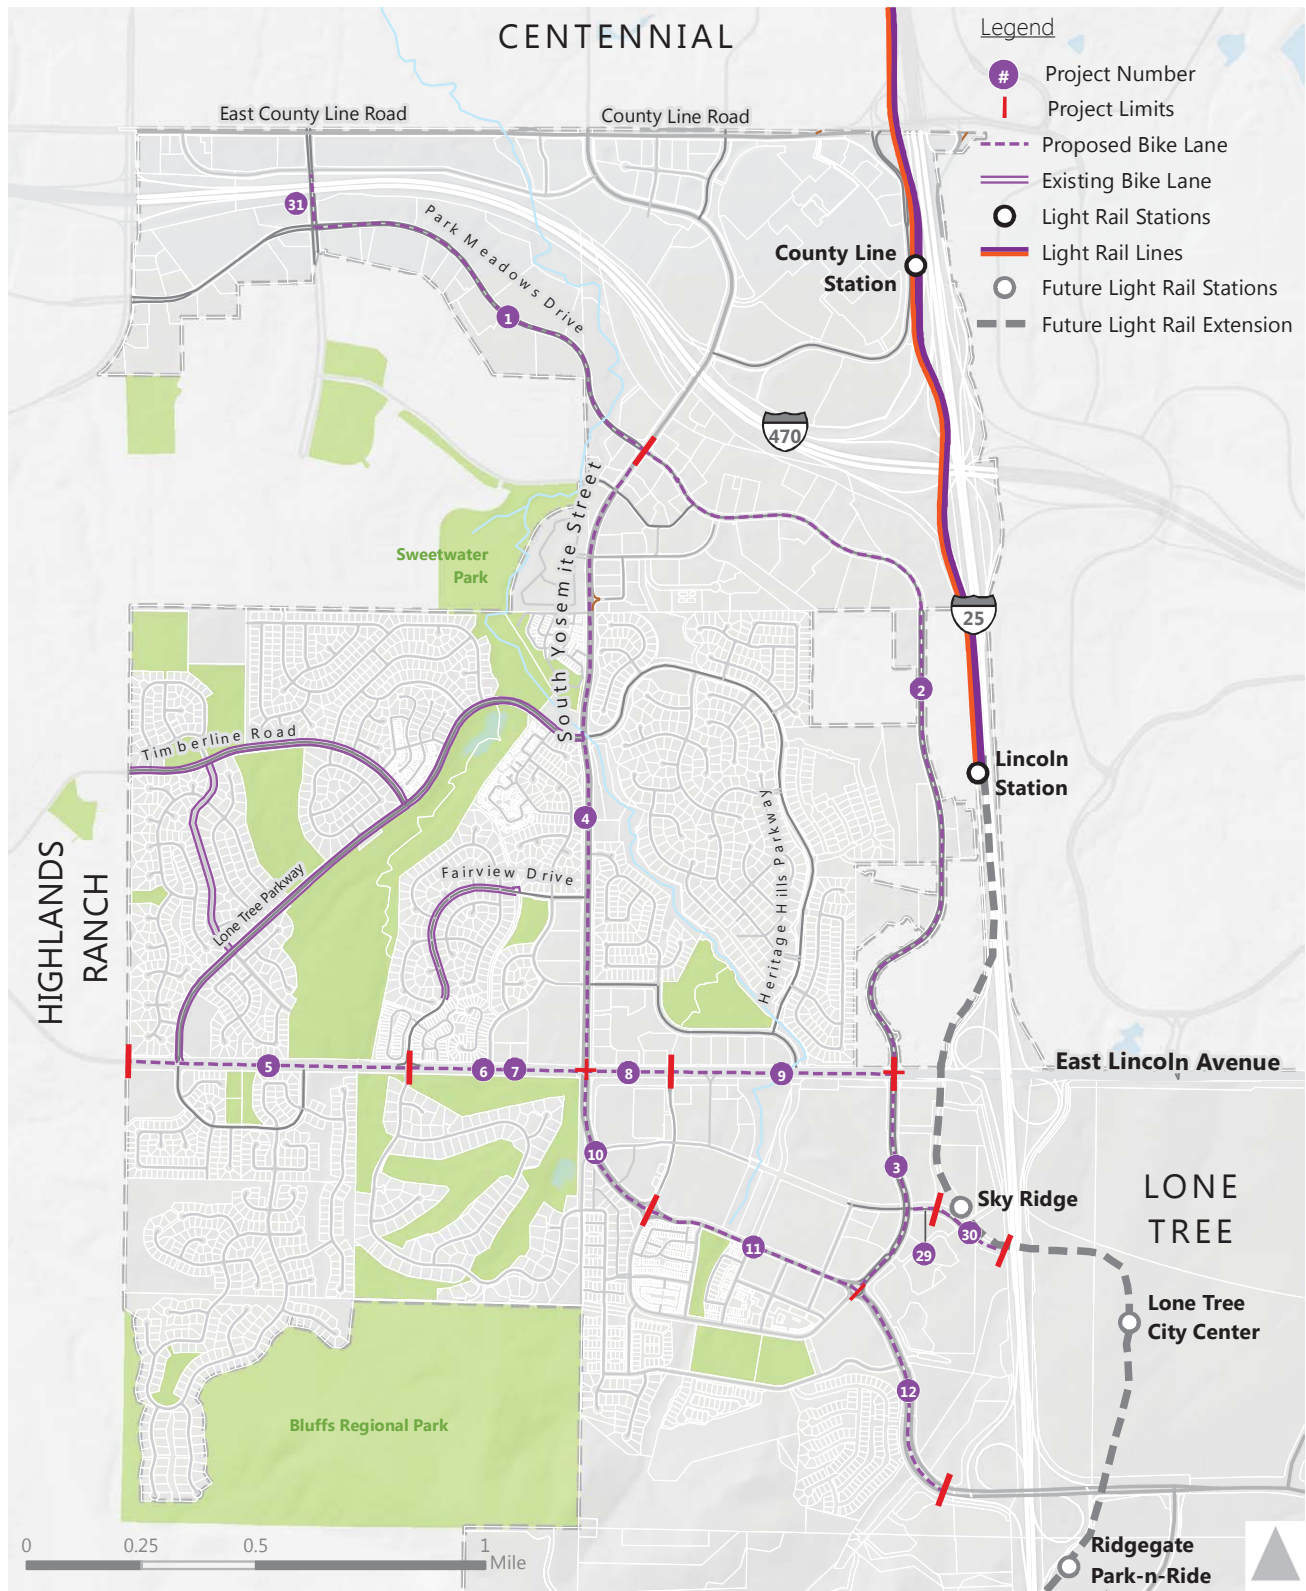 CENTENNIAL
Legend
# Project Number
Project Limits
Proposed Bike Lane
Existing Bike Lane
Light Rail Stations
Light Rail Lines
Future Light Rail Stations
Future Light Rail Extension
East County Line Road
County Line Road
31
Park Meadows Drive
County Line
Station
1
470
South Yosemite Street
Sweetwater
Park
25
2
Timberline Road
Lincoln
Station
4
Heritage Hills Parkway
HIGHLANDS
RANCH
Fairview Drive
Lone Tree Parkway
East Lincoln Avenue
5
6
7
8
9
10
3
LONE
TREE
Sky Ridge
11
29
30
Lone Tree
City Center
12
Bluffs Regional Park
0
0.25
0.5
1
Mile
Ridgegate
Park-n-Ride